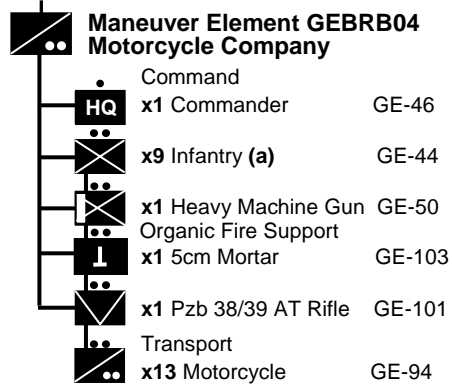 Maneuver Element GEBRB04
Motorcycle Company
Command
HQ x1 Commander GE-46
x9 Infantry (a) GE-44
x1 Heavy Machine Gun GE-50
Organic Fire Support
x1 5cm Mortar GE-103
x1 Pzb 38/39 AT Rifle GE-101
Transport
x13 Motorcycle GE-94